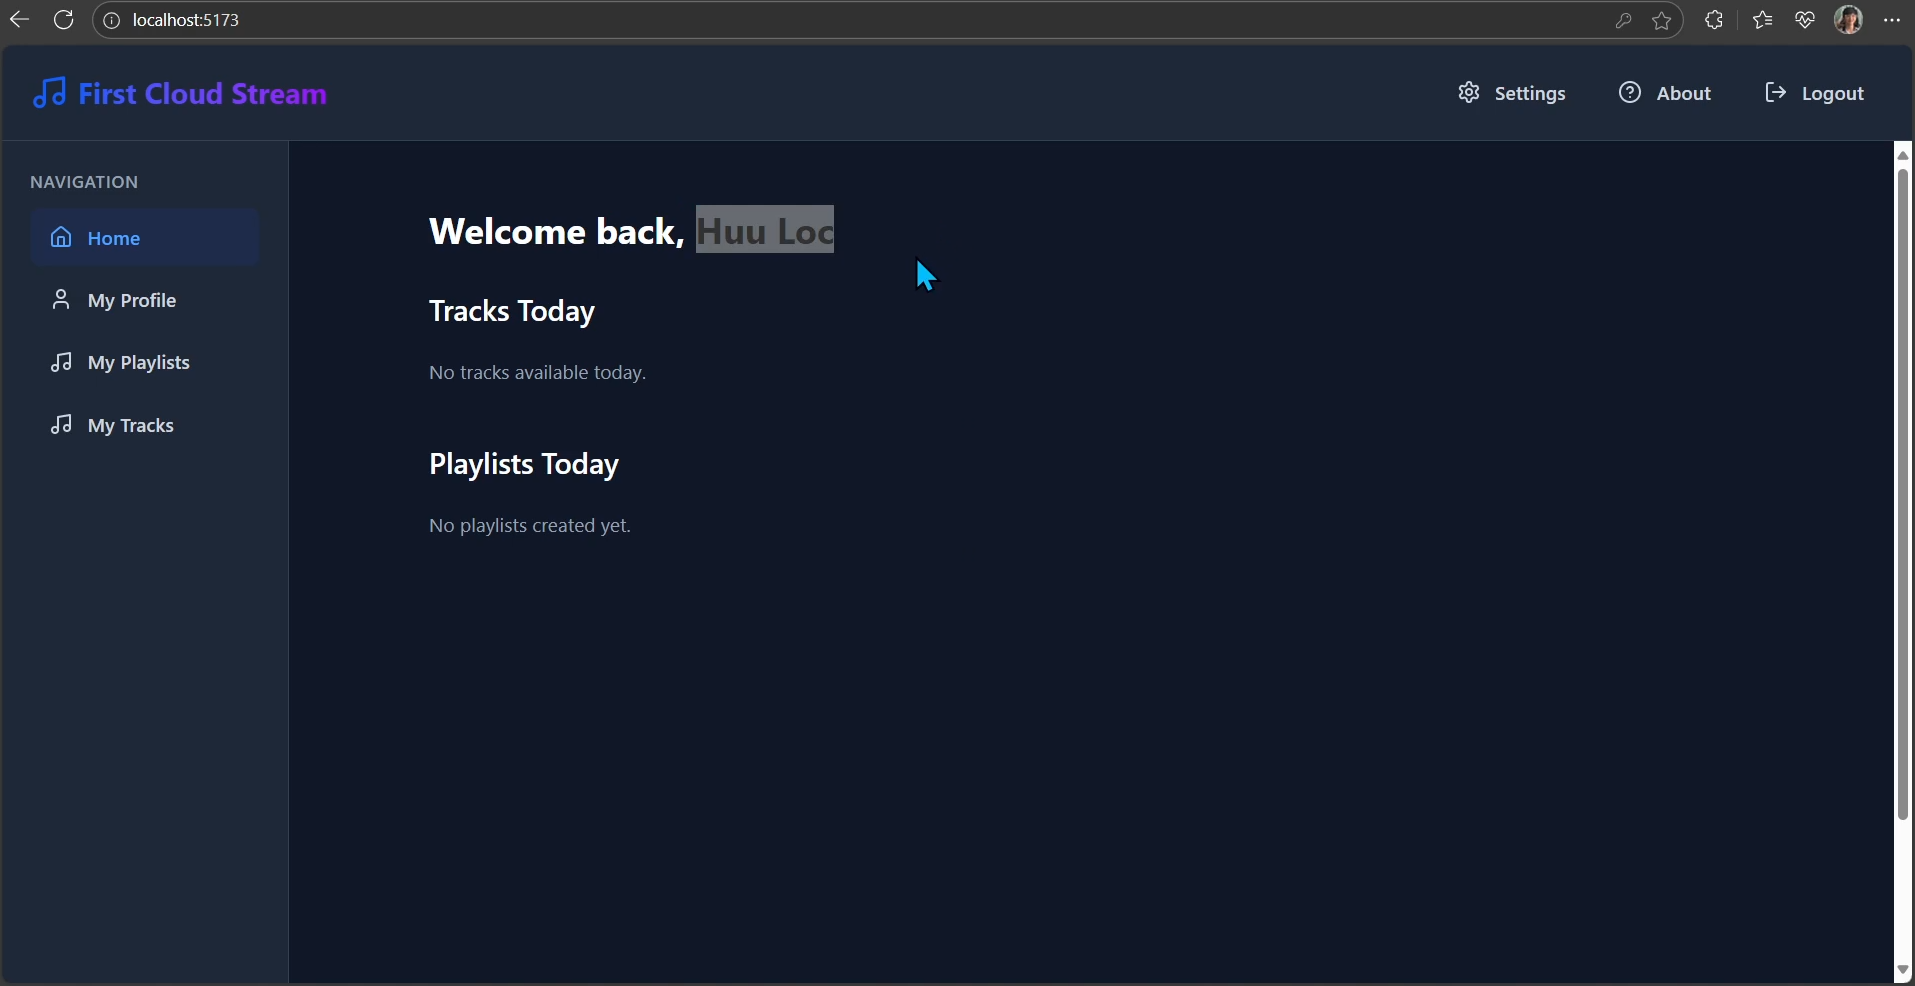 localhost:5173
First Cloud Stream
Settings
About
Logout
NAVIGATION
Home
My Profile
My Playlists
My Tracks
Welcome back, Huu Loc
Tracks Today
No tracks available today.
Playlists Today
No playlists created yet.